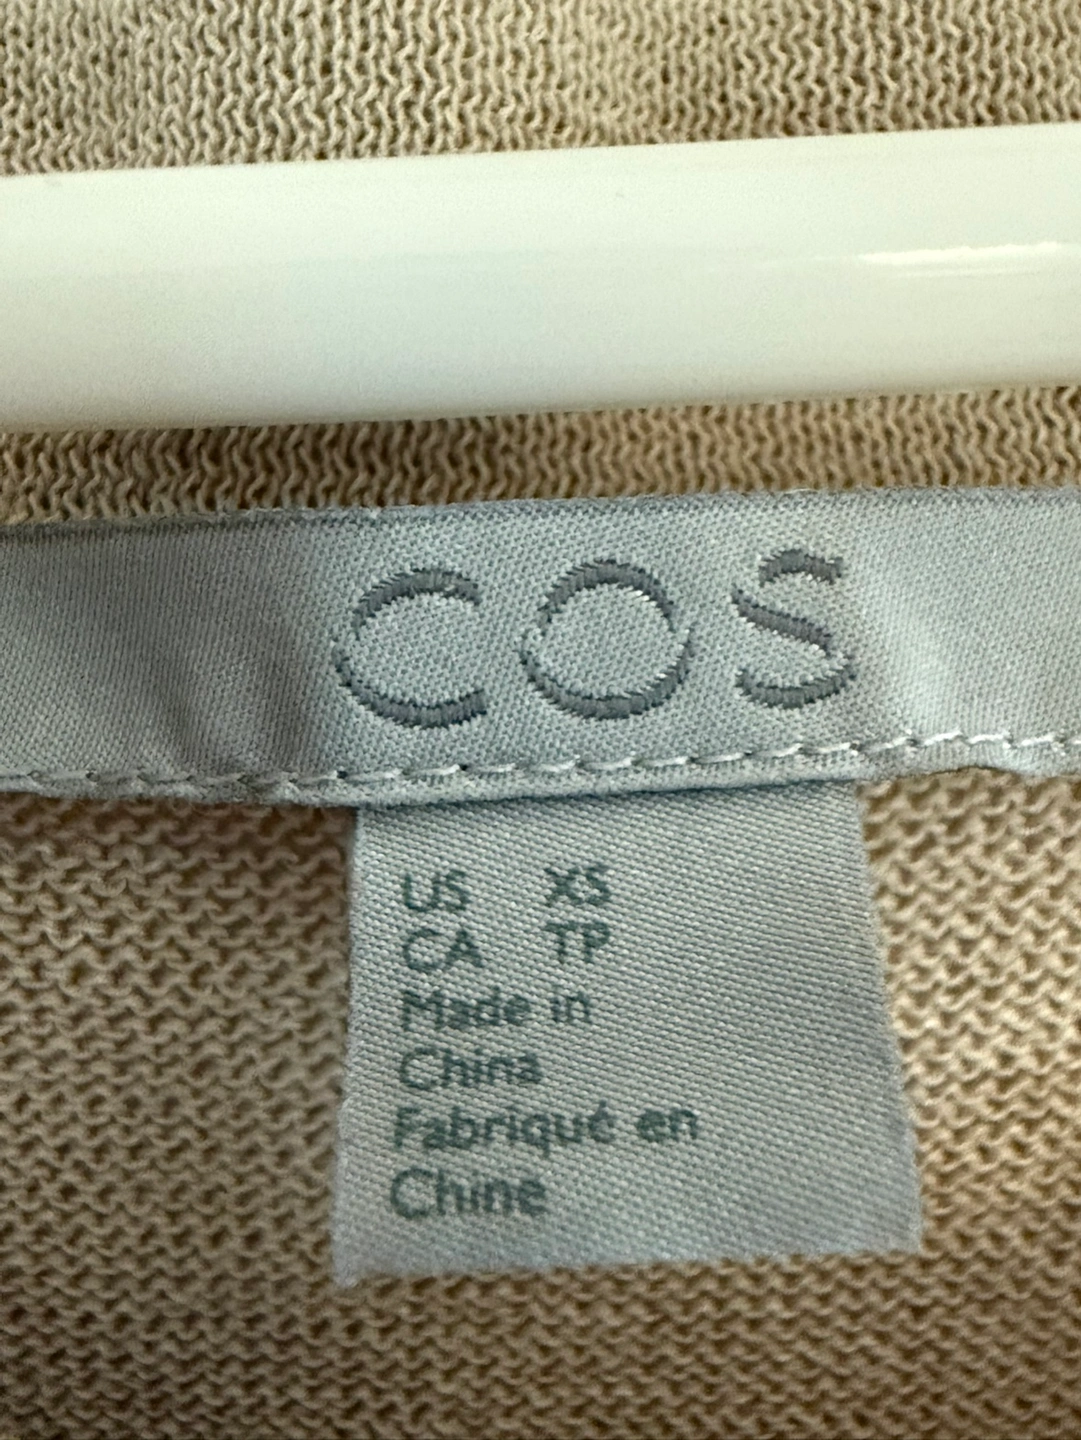 COS
US XS
CA TP
Made in
China
Fabriqué en
Chine